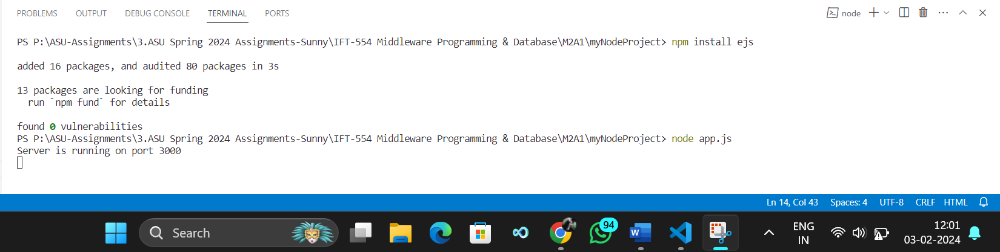 PROBLEMS OUTPUT DEBUG CONSOLE TERMINAL PORTS node
PS P:\ASU-Assignments\3.ASU Spring 2024 Assignments-Sunny\IFT-554 Middleware Programming & Database\M2A1\myNodeProject> npm install ejs
added 16 packages, and audited 80 packages in 3s
13 packages are looking for funding
run `npm fund` for details
found 0 vulnerabilities
PS P:\ASU-Assignments\3.ASU Spring 2024 Assignments-Sunny\IFT-554 Middleware Programming & Database\M2A1\myNodeProject> node app.js
Server is running on port 3000
Ln 14, Col 43 Spaces: 4 UTF-8 CRLF HTML
Search
94
W
ENG
IN
12:01
03-02-2024